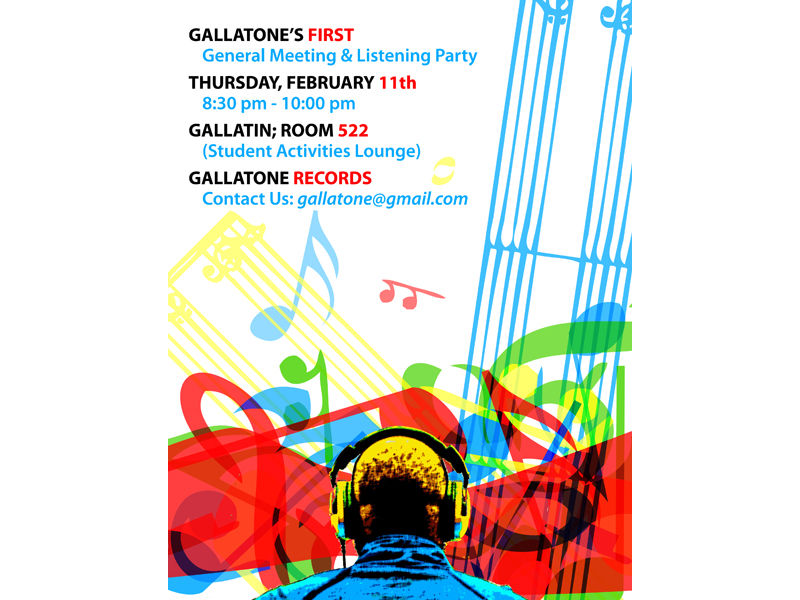 GALLATONE'S FIRST
General Meeting & Listening Party
THURSDAY, FEBRUARY 11th
8:30 pm - 10:00 pm
GALLATIN; ROOM 522
(Student Activities Lounge)
GALLATONE RECORDS
Contact Us: gallatone@gmail.com